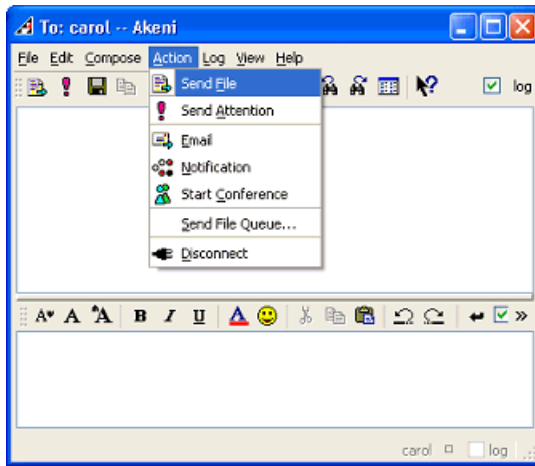 To: carol -- Akeni
File Edit Compose Action Log View Help
log
Send File
Send Attention
Email
Notification
Start Conference
Send File Queue...
Disconnect
A A A B I U A
carol log